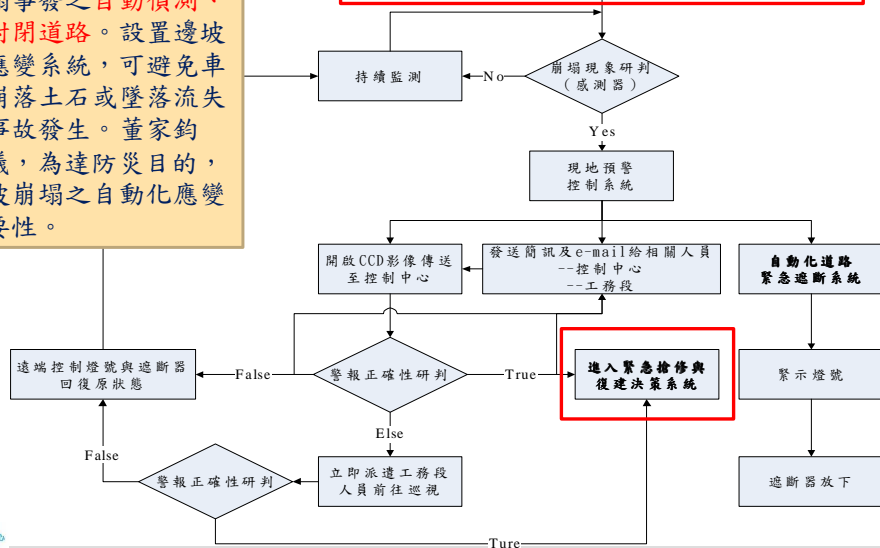 自動偵測、
封閉道路。設置邊坡
應變系統，可避免車
崩落土石或墜落流失
事故發生。董家鈞
議，為達防災目的，
坡崩塌之自動化應變
要性。
持續監測
No
崩塌現象研判
(感測器)
Yes
現地預警
控制系統
開啟CCD影像傳送
至控制中心
發送簡訊及e-mail給相關人員
--控制中心
--工務段
自動化道路
緊急遮斷系統
遠端控制燈號與遮斷器
回復原狀態
False
警報正確性研判
True
進入緊急搶修與
復建決策系統
緊示燈號
Else
False
警報正確性研判
立即派遣工務段
人員前往巡視
遮斷器放下
Ture